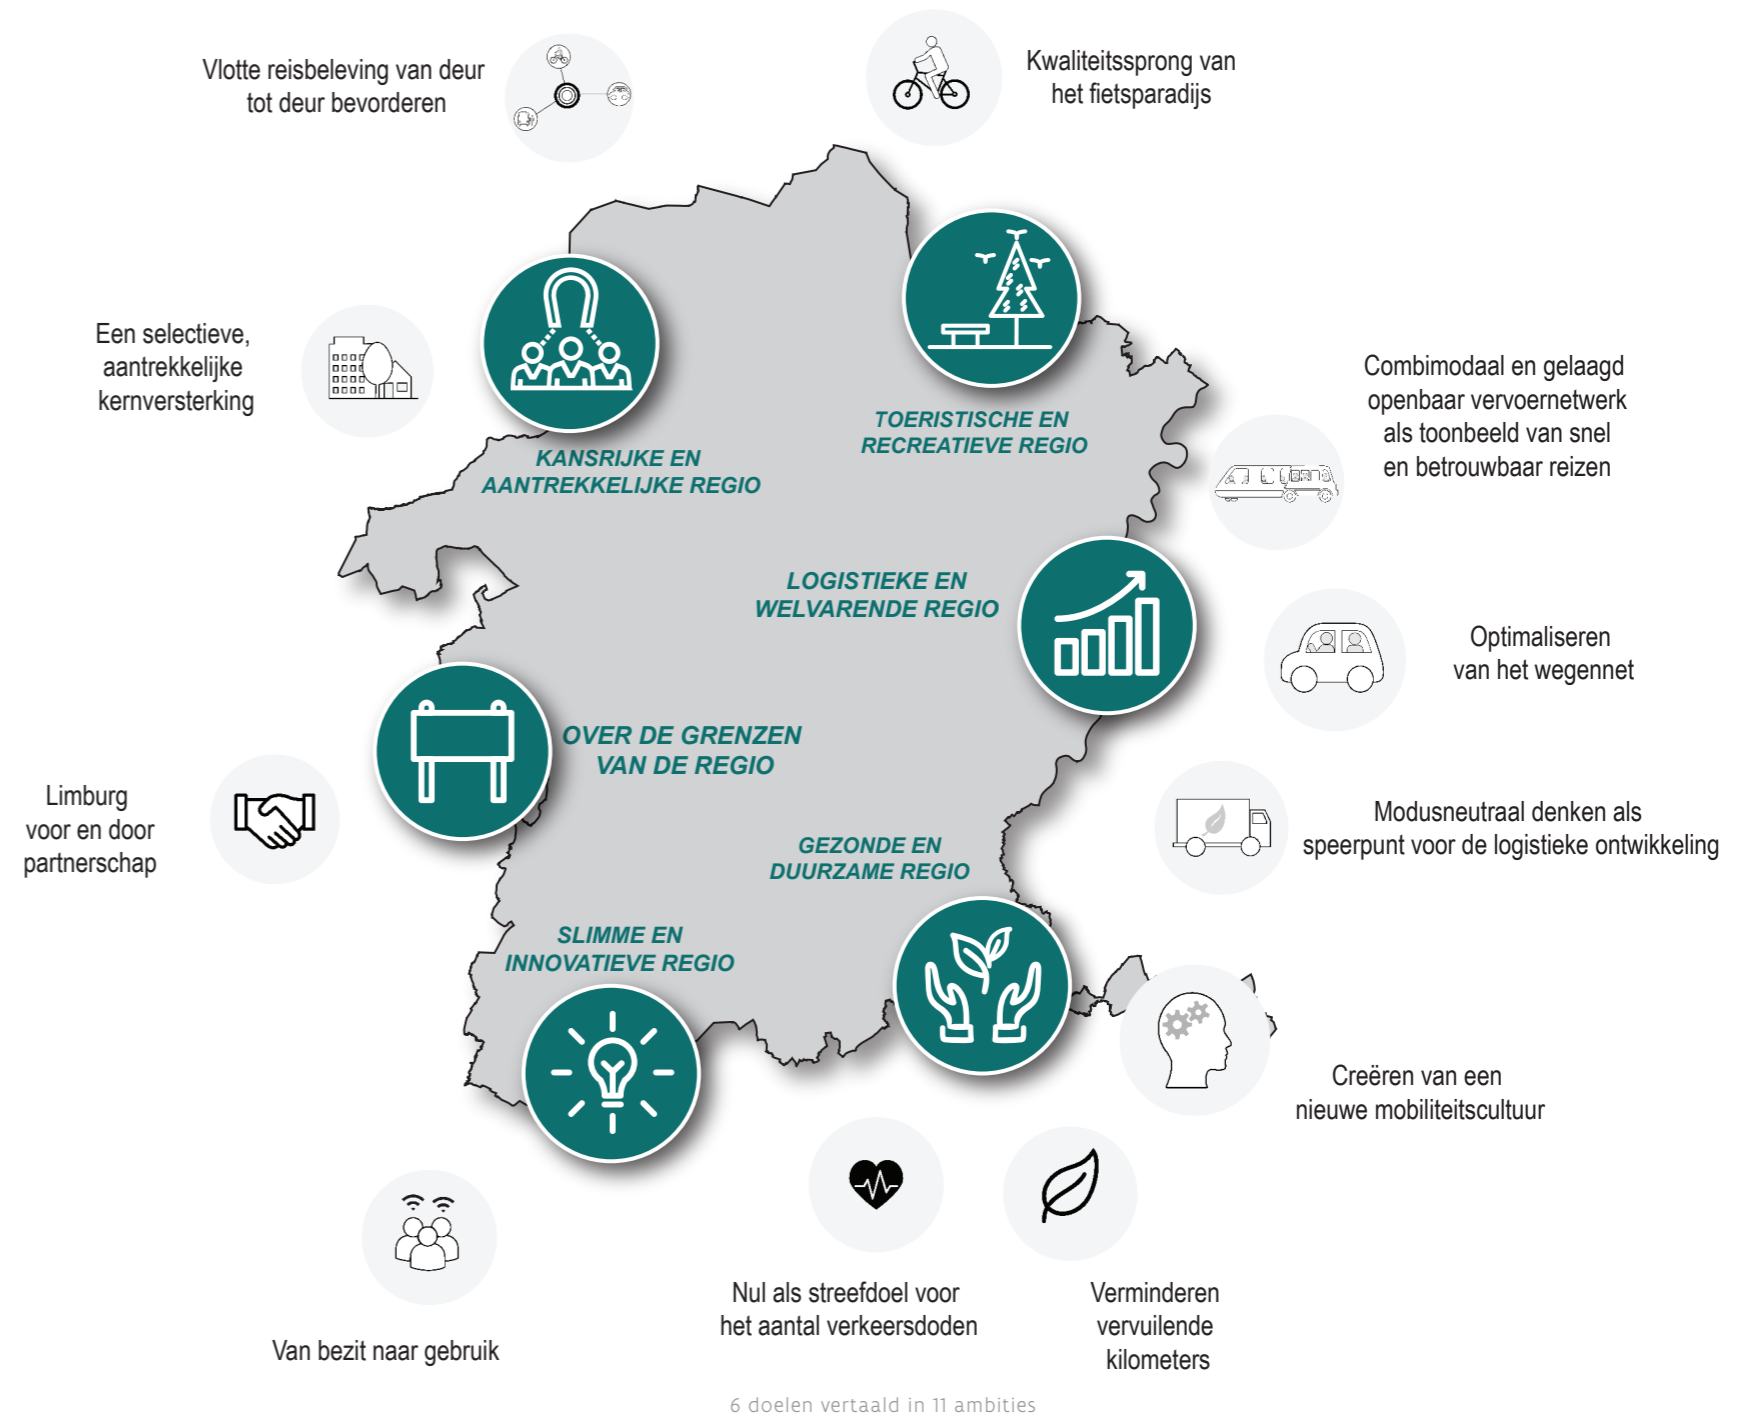 Vlotte reisbeleving van deur
tot deur bevorderen
Kwaliteitssprong van
het fietsparadijs
Een selectieve,
aantrekkelijke
kernversterking
Combimodaal en gelaagd
openbaar vervoernetwerk
als toonbeeld van snel
en betrouwbaar reizen
TOERISTISCHE EN
RECREATIEVE REGIO
KANSRIJKE EN
AANTREKKELIJKE REGIO
LOGISTIEKE EN
WELVARENDE REGIO
Optimaliseren
van het wegennet
OVER DE GRENZEN
VAN DE REGIO
Limburg
voor en door
partnerschap
Modusneutraal denken als
speerpunt voor de logistieke ontwikkeling
GEZONDE EN
DUURZAME REGIO
SLIMME EN
INNOVATIEVE REGIO
Creëren van een
nieuwe mobiliteitscultuur
Nul als streefdoel voor
het aantal verkeersdoden
Verminderen
vervuilende
kilometers
Van bezit naar gebruik
6 doelen vertaald in 11 ambities